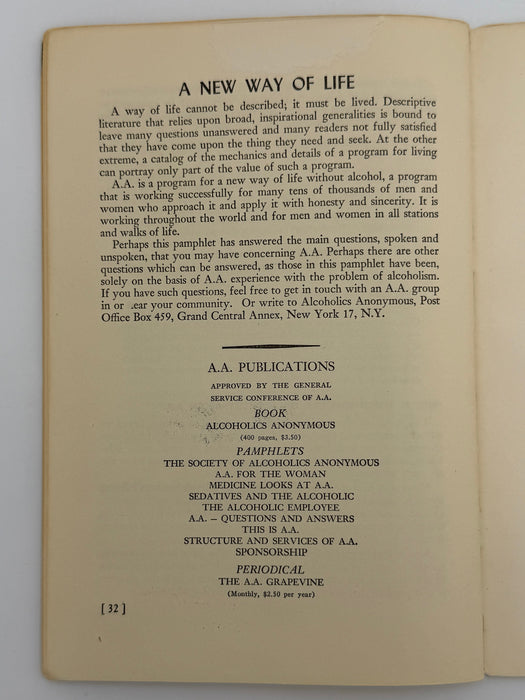 A NEW WAY OF LIFE
A way of life cannot be described; it must be lived. Descriptive
literature that relies upon broad, inspirational generalities is bound to
leave many questions unanswered and many readers not fully satisfied
that they have come upon the thing they need and seek. At the other
extreme, a catalog of the mechanics and details of a program for living
can portray only part of the value of such a program.
A.A. is a program for a new way of life without alcohol, a program
that is working successfully for many tens of thousands of men and
women who approach it and apply it with honesty and sincerity. It is
working throughout the world and for men and women in all stations
and walks of life.
Perhaps this pamphlet has answered the main questions, spoken and
unspoken, that you may have concerning A.A. Perhaps there are other
questions which can be answered, as those in this pamphlet have been,
solely on the basis of A.A. experience with the problem of alcoholism.
If you have such questions, feel free to get in touch with an A.A. group
in or .ear your community. Or write to Alcoholics Anonymous, Post
Office Box 459, Grand Central Annex, New York 17, N.Y.
A.A. PUBLICATIONS
APPROVED BY THE GENERAL
SERVICE CONFERENCE OF A.A.
BOOK
ALCOHOLICS ANONYMOUS
(400 pages, $3.50)
PAMPHLETS
THE SOCIETY OF ALCOHOLICS ANONYMOUS
A.A. FOR THE WOMAN
MEDICINE LOOKS AT A.A.
SEDATIVES AND THE ALCOHOLIC
THE ALCOHOLIC EMPLOYEE
A.A. – QUESTIONS AND ANSWERS
THIS IS A.A.
STRUCTURE AND SERVICES OF A.A.
SPONSORSHIP
PERIODICAL
THE A.A. GRAPEVINE
(Monthly, $2.50 per year)
[ 32 ]